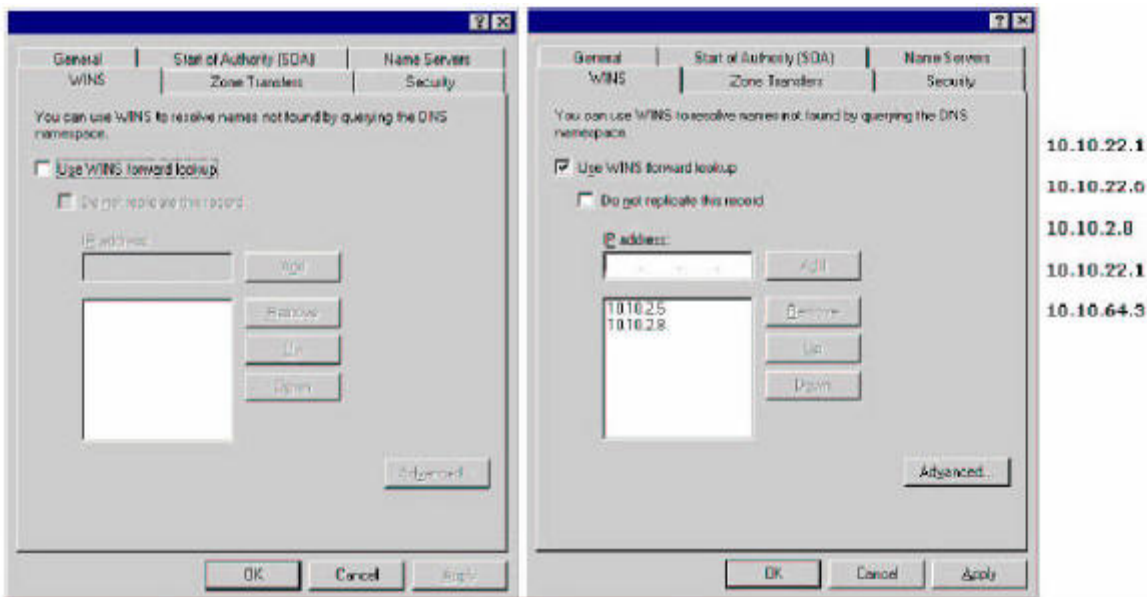 General
Start of Authority (SOA)
Name Servers
WINS
Zone Transfers
Security
You can use WINS to resolve names not found by querying the DNS
namespace.
Use WINS forward lookup
Do not replicate this record
IP address:
Add
Remove
Up
Down
Advanced...
OK
Cancel
Apply
General
Start of Authority (SOA)
Name Servers
WINS
Zone Transfers
Security
You can use WINS to resolve names not found by querying the DNS
namespace.
Use WINS forward lookup
Do not replicate this record
IP address:
Add
10.10.2.5
10.10.2.8
Remove
Up
Down
Advanced...
OK
Cancel
Apply
10.10.22.1
10.10.22.6
10.10.2.8
10.10.22.1
10.10.64.3